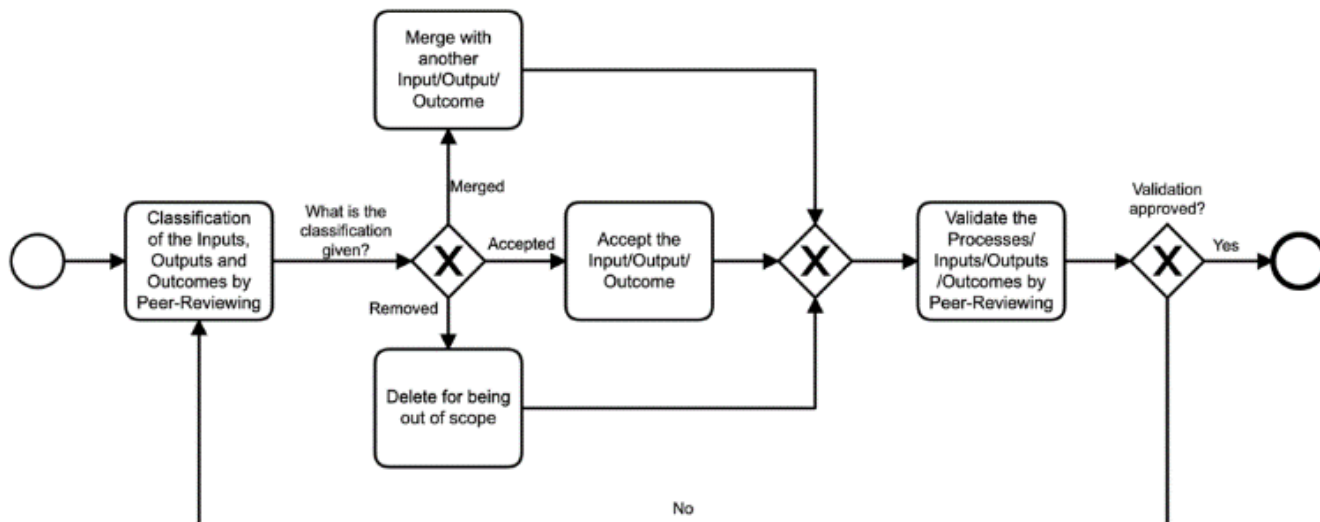 Merge with
another
Input/Output/
Outcome
Merged
Classification
of the Inputs,
Outputs and
Outcomes by
Peer-Reviewing
What is the
classification
given?
X
Accepted
Accept the
Input/Output/
Outcome
X
Validate the
Processes/
Inputs/Outputs
/Outcomes by
Peer-Reviewing
Validation
approved?
X
Yes
Removed
Delete for being
out of scope
No